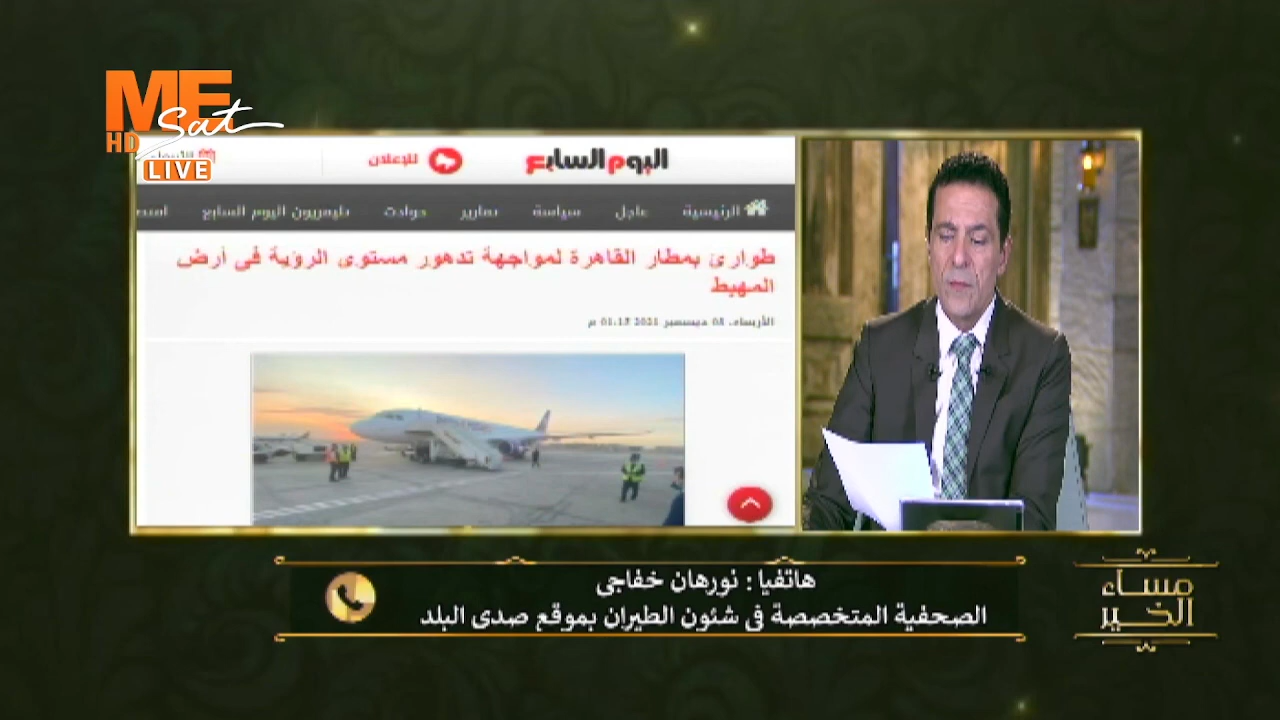 ME
Sat
HD
LIVE
للإعلان
اليوم السابع
الرئيسية عاجل سياسة تقارير حوادث تليفزيون اليوم السابع
طوارئ بمطار القاهرة لمواجهة تدهور مستوى الرؤية فى أرض
المهبط
الأربعاء، 08 ديسمبر 2021 01:17 م
هاتفيا : نورهان خفاجى
الصحفية المتخصصة فى شئون الطيران بموقع صدى البلد
مساء
الخير